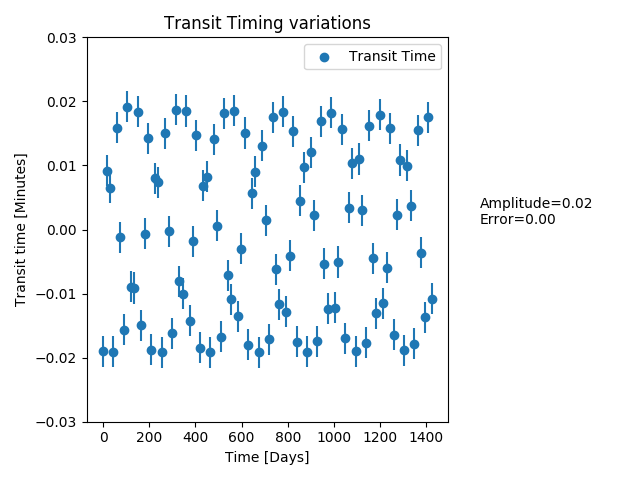 Transit Timing variations
Transit Time
0.03
0.02
0.01
0.00
−0.01
−0.02
−0.03
Transit time [Minutes]
0 200 400 600 800 1000 1200 1400
Time [Days]
Amplitude=0.02
Error=0.00